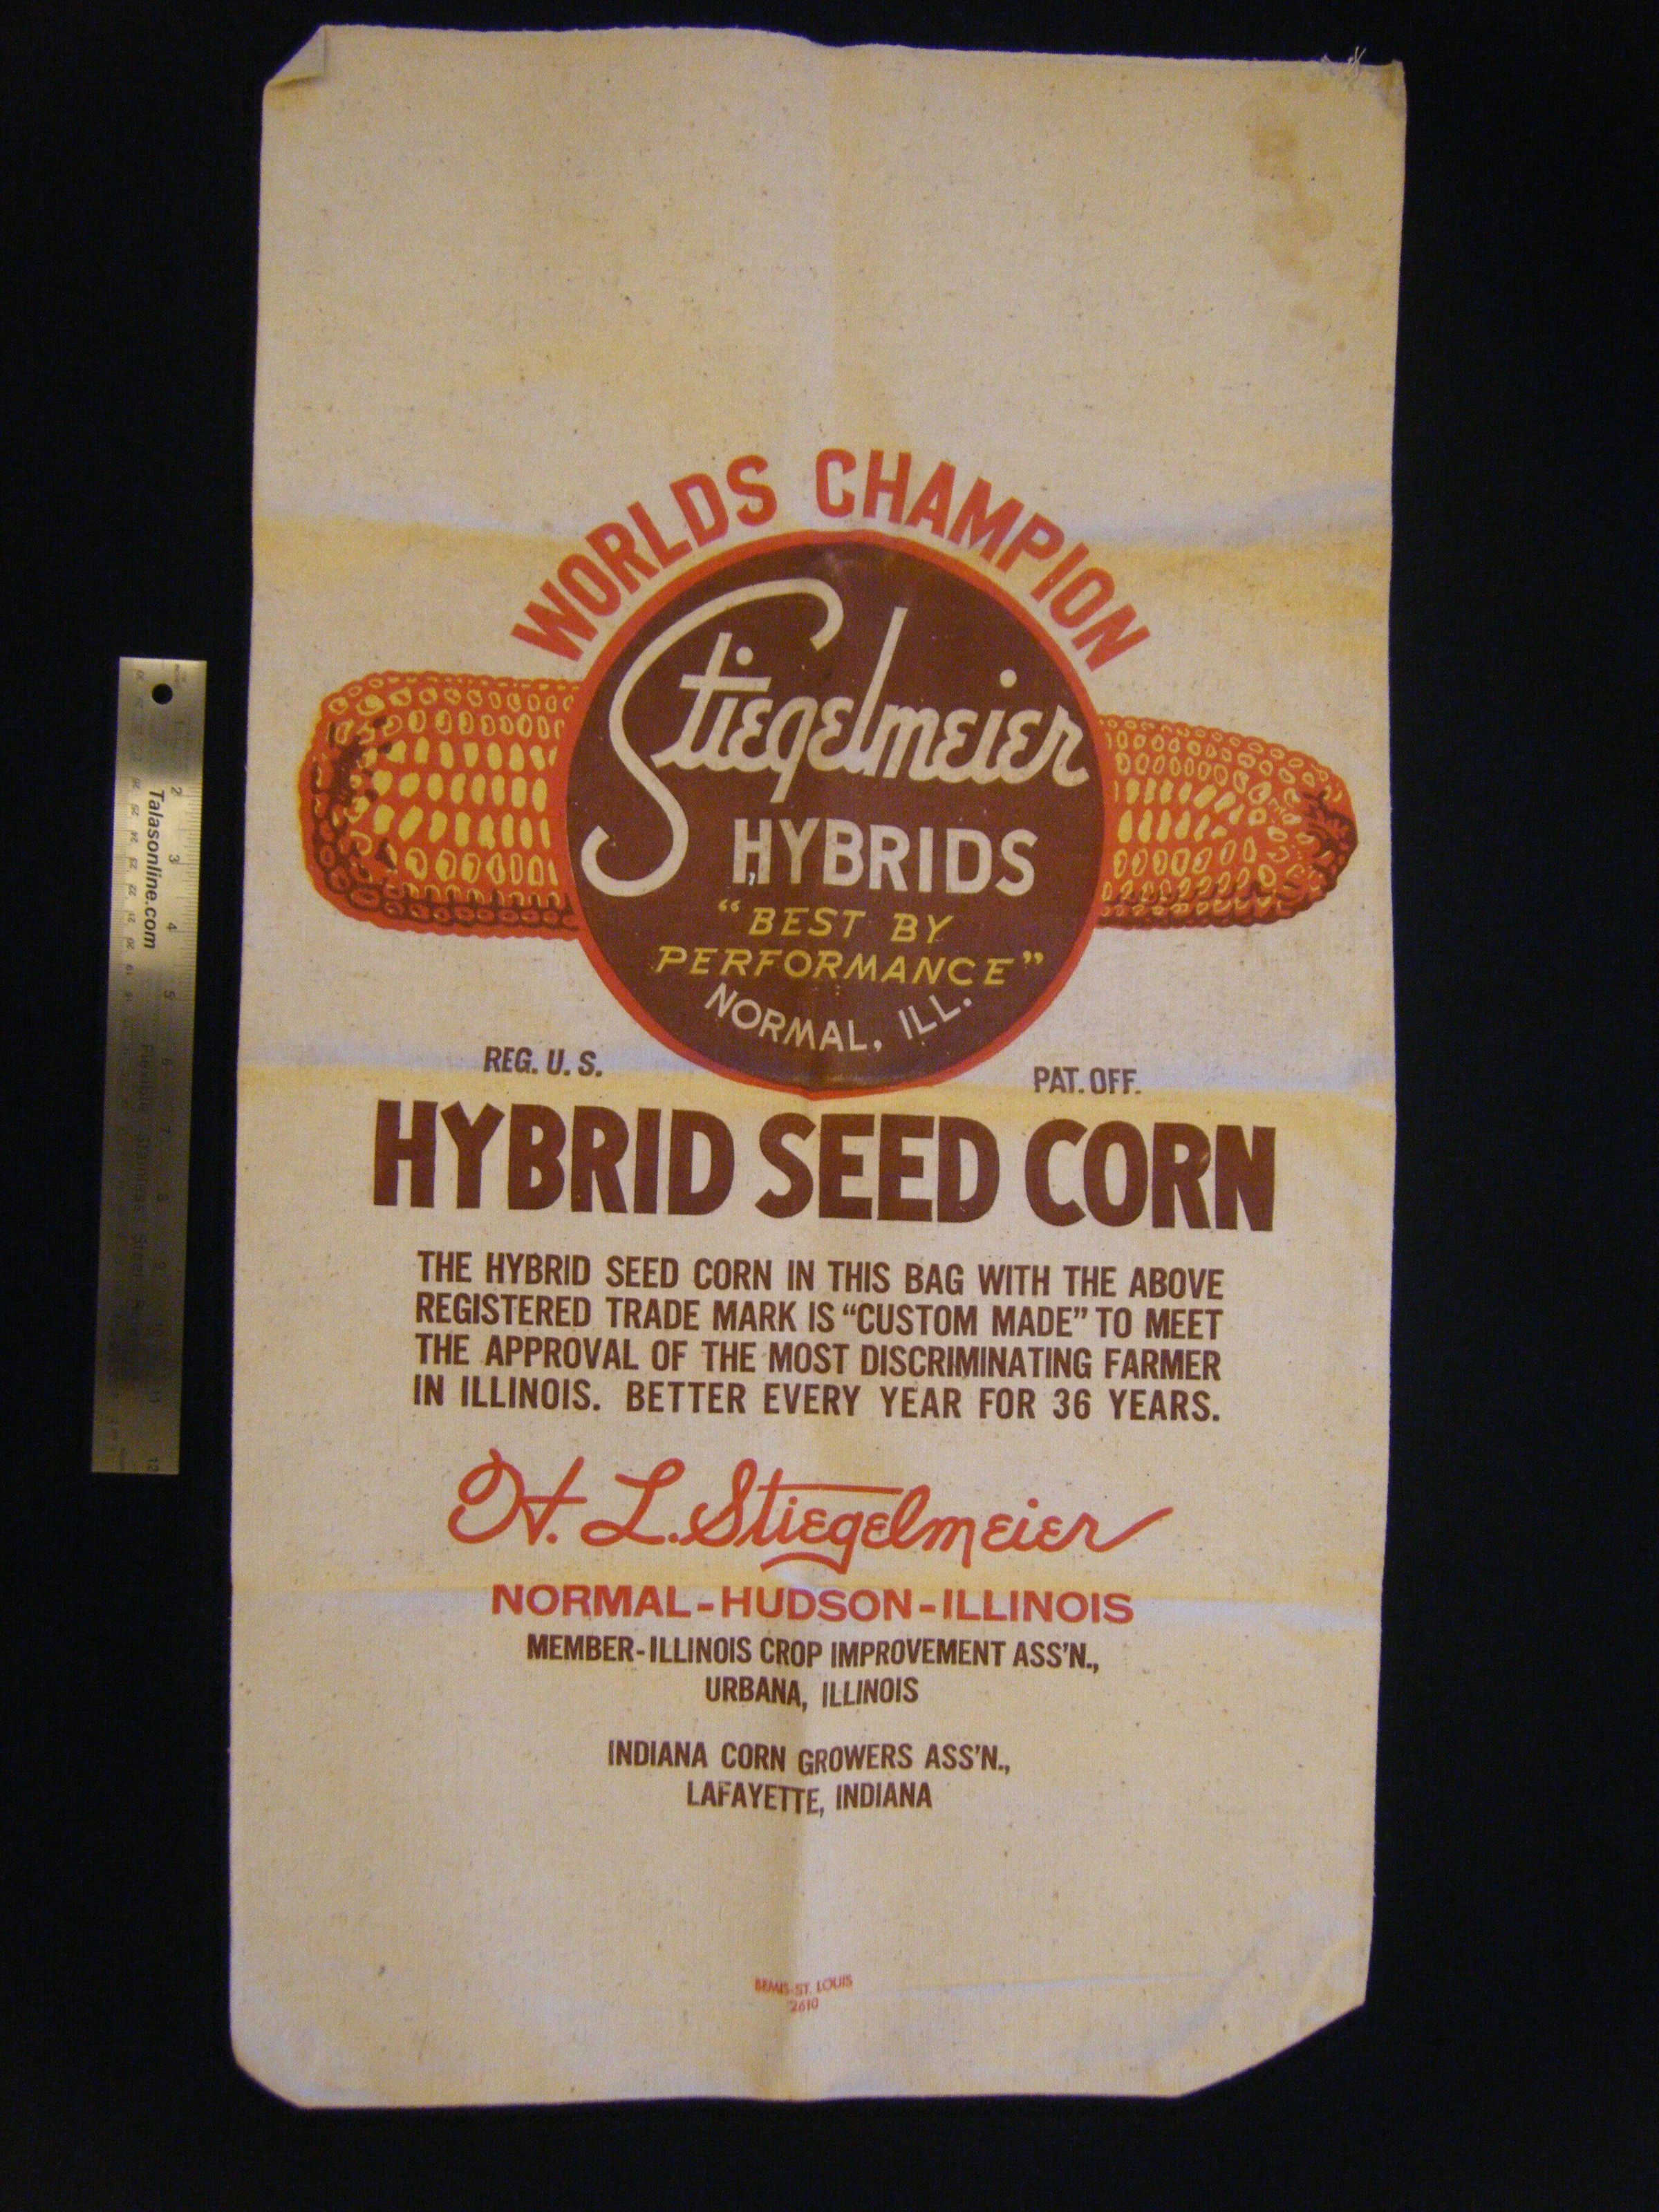 WORLDS CHAMPION
Stiegelmeier
HYBRIDS
"BEST BY
PERFORMANCE"
NORMAL, ILL.
REG. U. S. PAT. OFF.
HYBRID SEED CORN
THE HYBRID SEED CORN IN THIS BAG WITH THE ABOVE
REGISTERED TRADE MARK IS "CUSTOM MADE" TO MEET
THE APPROVAL OF THE MOST DISCRIMINATING FARMER
IN ILLINOIS. BETTER EVERY YEAR FOR 36 YEARS.
H. L. Stiegelmeier
NORMAL-HUDSON-ILLINOIS
MEMBER-ILLINOIS CROP IMPROVEMENT ASS'N.,
URBANA, ILLINOIS
INDIANA CORN GROWERS ASS'N.,
LAFAYETTE, INDIANA
BEMIS-ST. LOUIS
2610
Talasonline.com